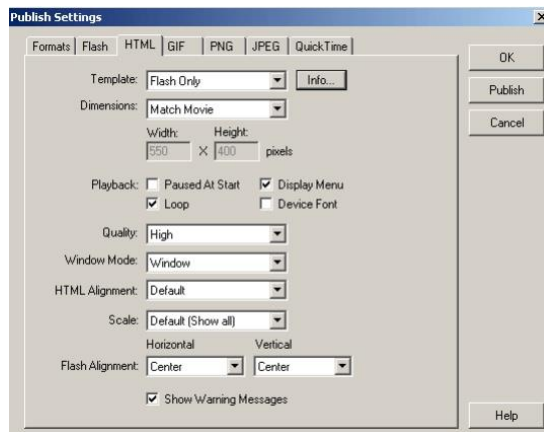 Publish Settings
Formats Flash HTML GIF PNG JPEG QuickTime
OK
Template: Flash Only Info...
Publish
Dimensions: Match Movie
Cancel
Width: Height:
550 X 400 pixels
Playback: Paused At Start Display Menu
Loop Device Font
Quality: High
Window Mode: Window
HTML Alignment: Default
Scale: Default (Show all)
Horizontal Vertical
Flash Alignment: Center Center
Show Warning Messages
Help